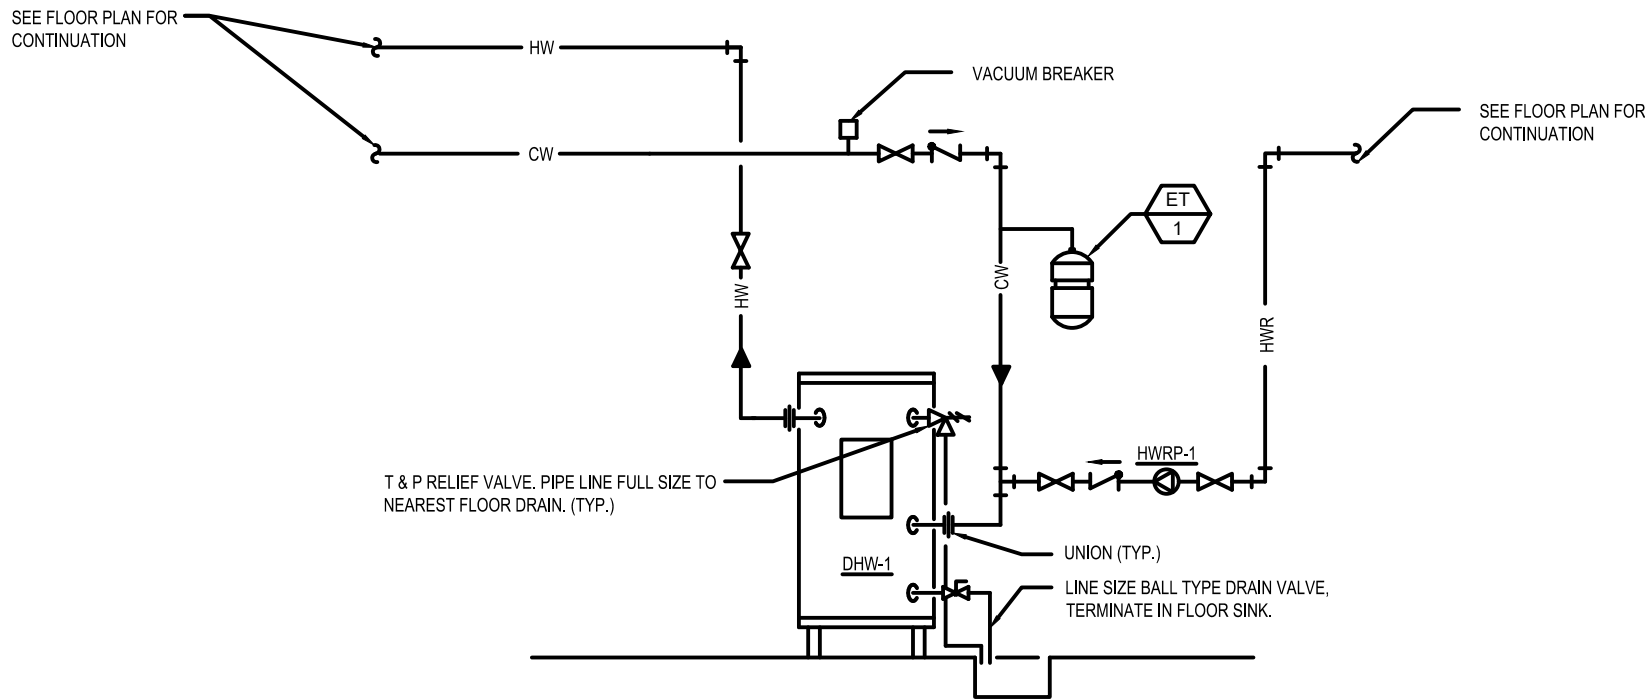 SEE FLOOR PLAN FOR
CONTINUATION
HW
VACUUM BREAKER
SEE FLOOR PLAN FOR
CONTINUATION
CW
ET
1
HW
CW
HWR
T & P RELIEF VALVE. PIPE LINE FULL SIZE TO
NEAREST FLOOR DRAIN. (TYP.)
HWRP-1
UNION (TYP.)
DHW-1
LINE SIZE BALL TYPE DRAIN VALVE,
TERMINATE IN FLOOR SINK.